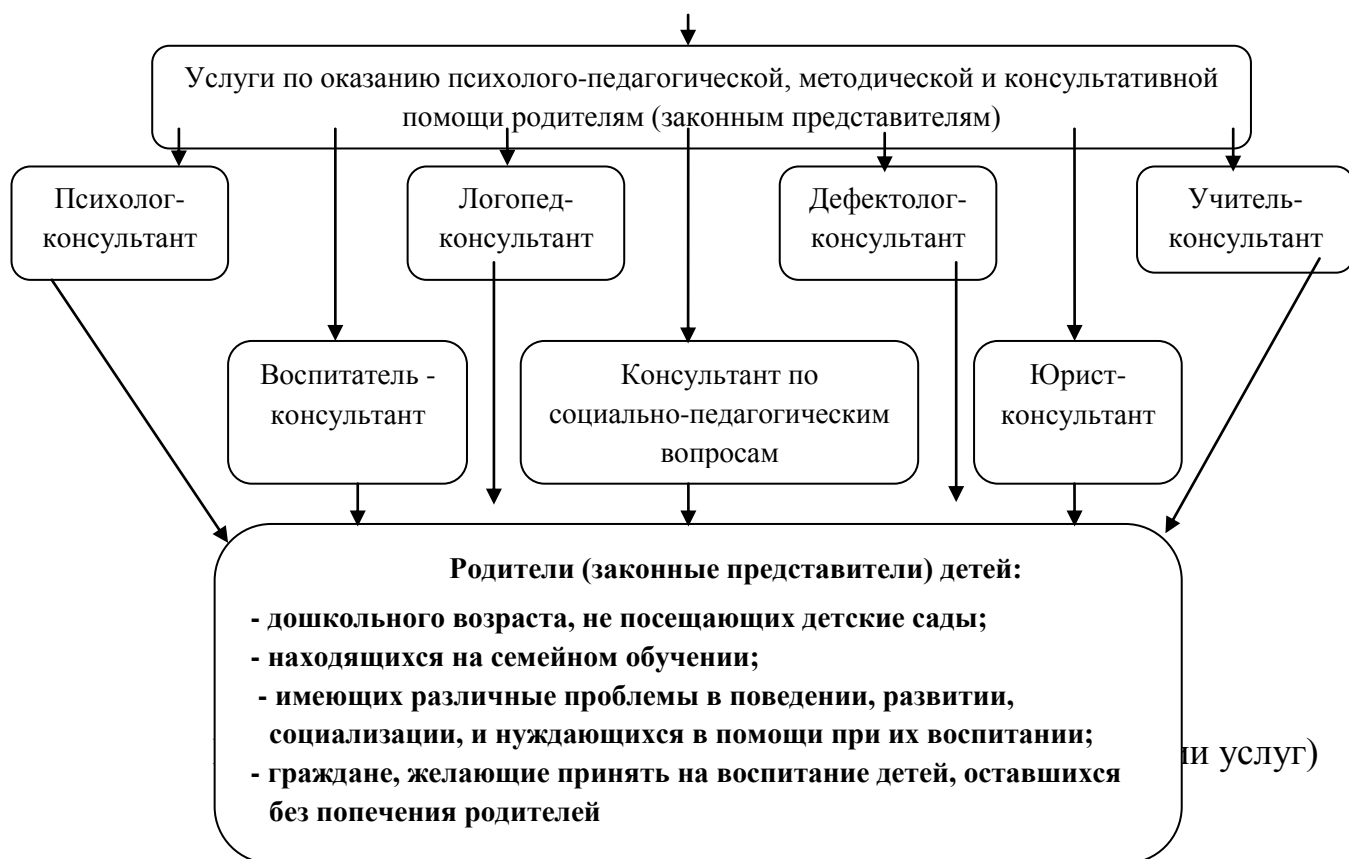 Услуги по оказанию психолого-педагогической, методической и консультативной
помощи родителям (законным представителям)
Психолог-
консультант
Логопед-
консультант
Дефектолог-
консультант
Учитель-
консультант
Воспитатель -
консультант
Консультант по
социально-педагогическим
вопросам
Юрист-
консультант
Родители (законные представители) детей:
- дошкольного возраста, не посещающих детские сады;
- находящихся на семейном обучении;
- имеющих различные проблемы в поведении, развитии,
социализации, и нуждающихся в помощи при их воспитании;
услуг)
- граждане, желающие принять на воспитание детей, оставшихся
без попечения родителей